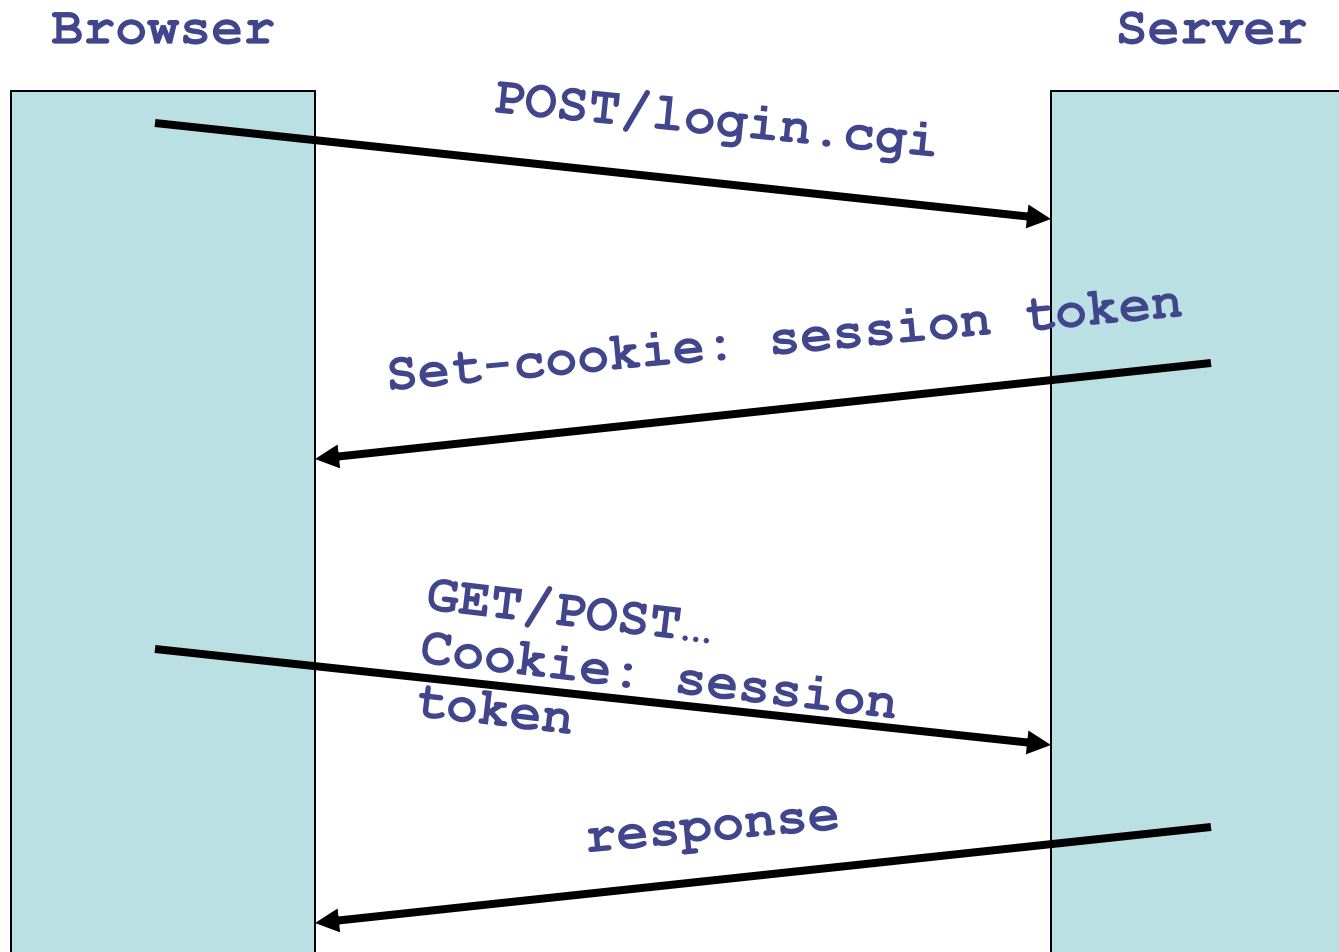 Browser
Server
POST/login.cgi
Set-cookie: session token
GET/POST…
Cookie: session
token
response